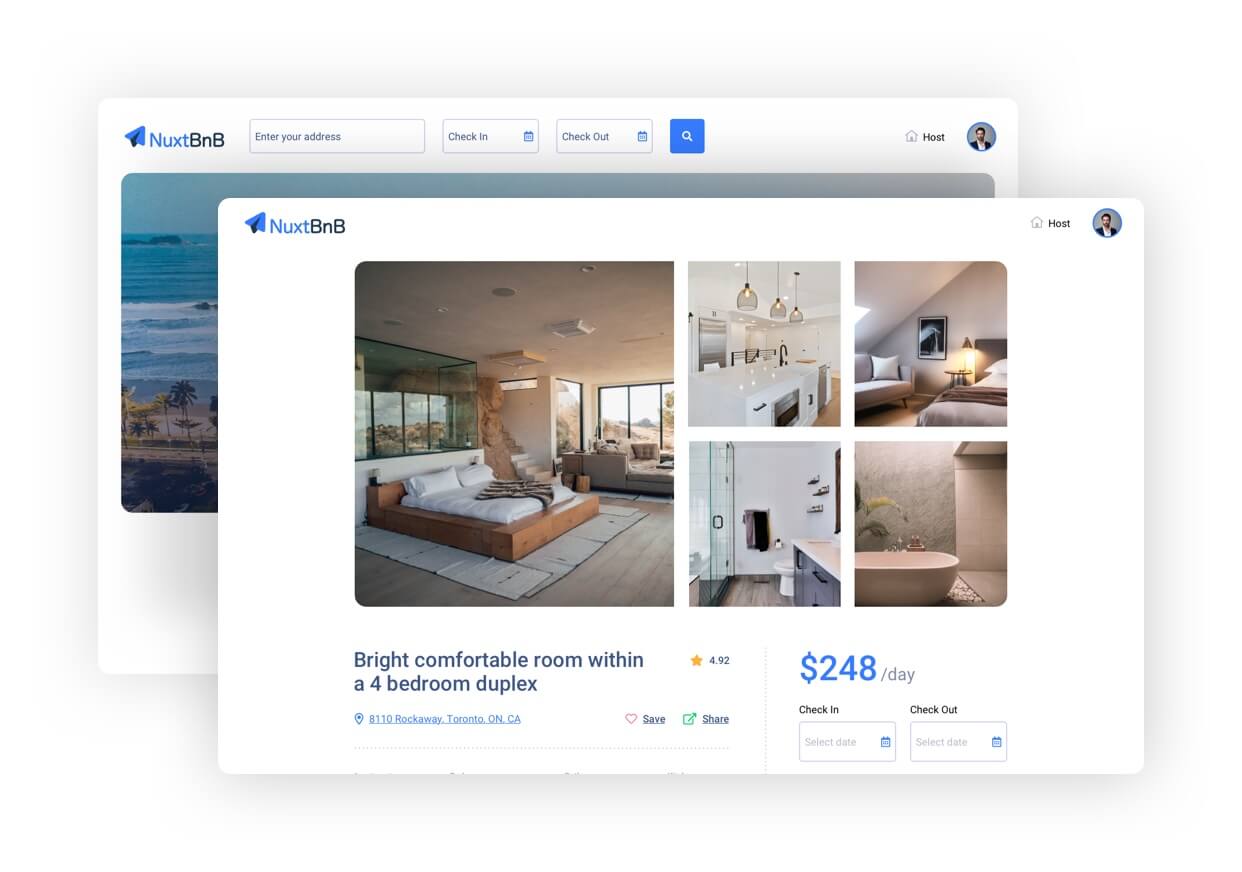 NuxtBnB
Enter your address
Check In
Check Out
Host
NuxtBnB
Host
Bright comfortable room within
a 4 bedroom duplex
4.92
8110 Rockaway, Toronto, ON, CA
Save
Share
$248/day
Check In
Check Out
Select date
Select date